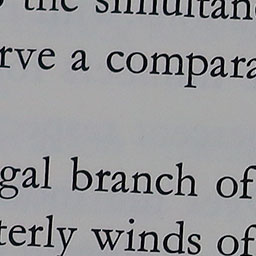 the simultan
rve a compara
gal branch of
terly winds of